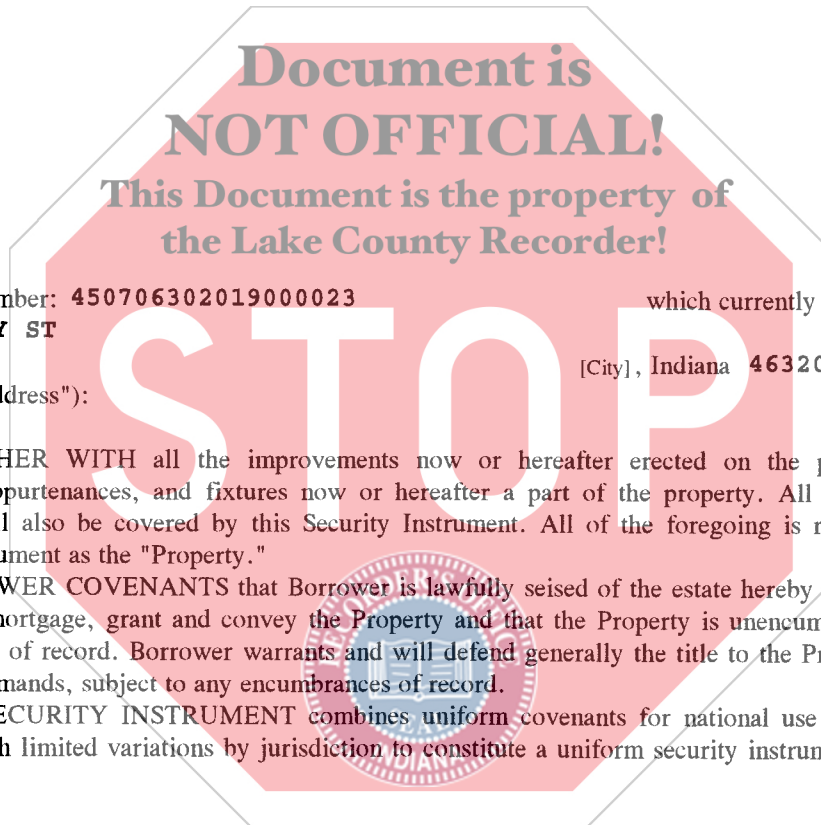 Document is
NOT OFFICIAL!
This Document is the property of
the Lake County Recorder!
mber: 450706302019000023 which currently
Y ST
[City], Indiana 46320
ddress"):
STOP
HER WITH all the improvements now or hereafter erected on the p
ppurtenances, and fixtures now or hereafter a part of the property. All
l also be covered by this Security Instrument. All of the foregoing is r
ument as the "Property."
WER COVENANTS that Borrower is lawfully seised of the estate hereby
mortgage, grant and convey the Property and that the Property is unencum
of record. Borrower warrants and will defend generally the title to the Pr
mands, subject to any encumbrances of record.
ECURITY INSTRUMENT combines uniform covenants for national use
h limited variations by jurisdiction to constitute a uniform security instrum
SEAL
INDIANA